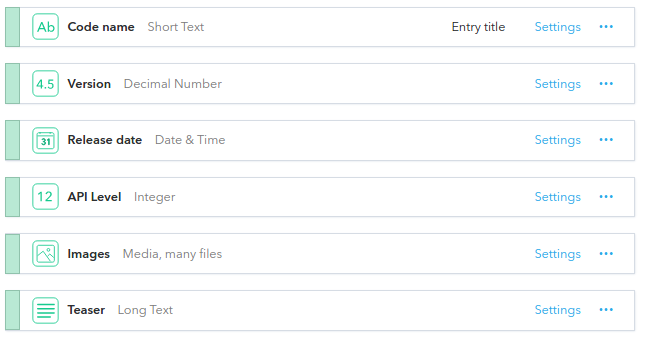 Ab Code name Short Text Entry title Settings ...
4.5 Version Decimal Number Settings ...
31 Release date Date & Time Settings ...
12 API Level Integer Settings ...
Images Media, many files Settings ...
Teaser Long Text Settings ...